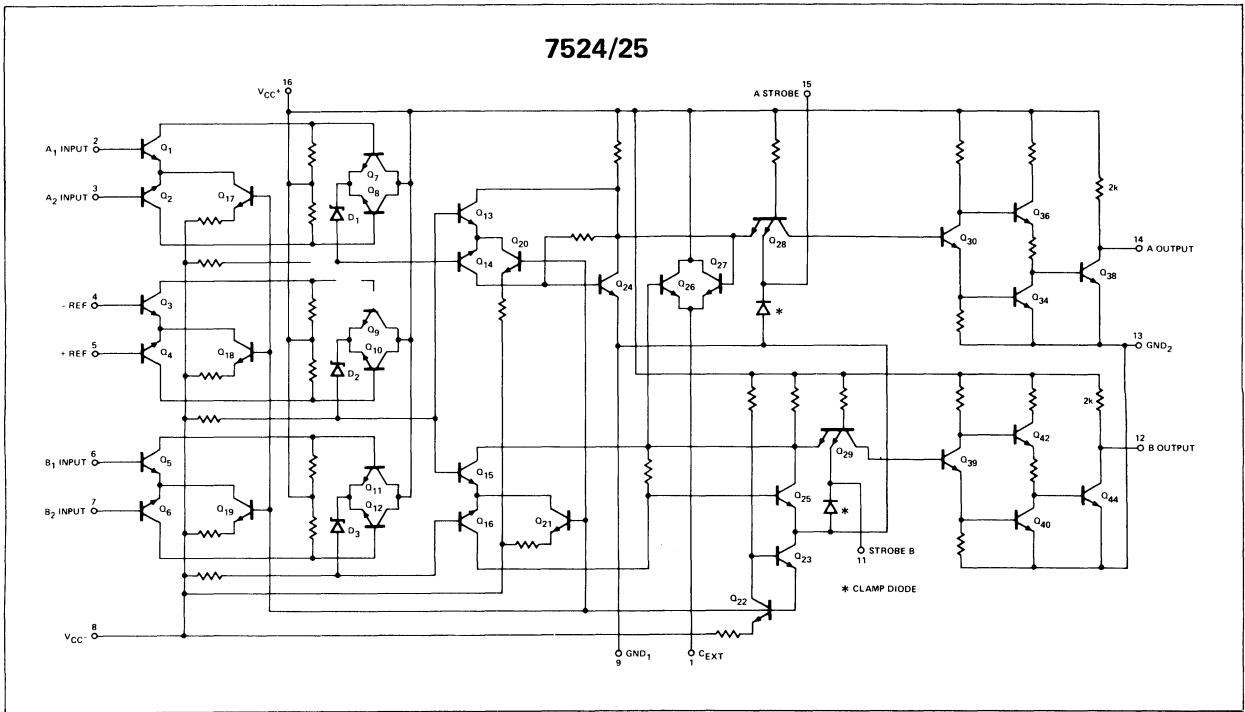 7524/25
16
VCC+
15
A STROBE
2
A1 INPUT
Q1
3
A2 INPUT
Q2
Q17
Q7
Q8
D1
Q13
Q20
Q14
Q24
Q26
Q27
Q28
*
Q30
Q36
Q34
2k
14
A OUTPUT
Q38
13
GND2
4
- REF
Q3
5
+ REF
Q4
Q18
Q9
Q10
D2
6
B1 INPUT
Q5
7
B2 INPUT
Q6
Q19
Q11
Q12
D3
Q15
Q16
Q21
Q29
Q25
*
Q23
Q22
STROBE B
11
* CLAMP DIODE
Q39
Q42
Q40
2k
12
B OUTPUT
Q44
8
VCC-
GND1
9
CEXT
1